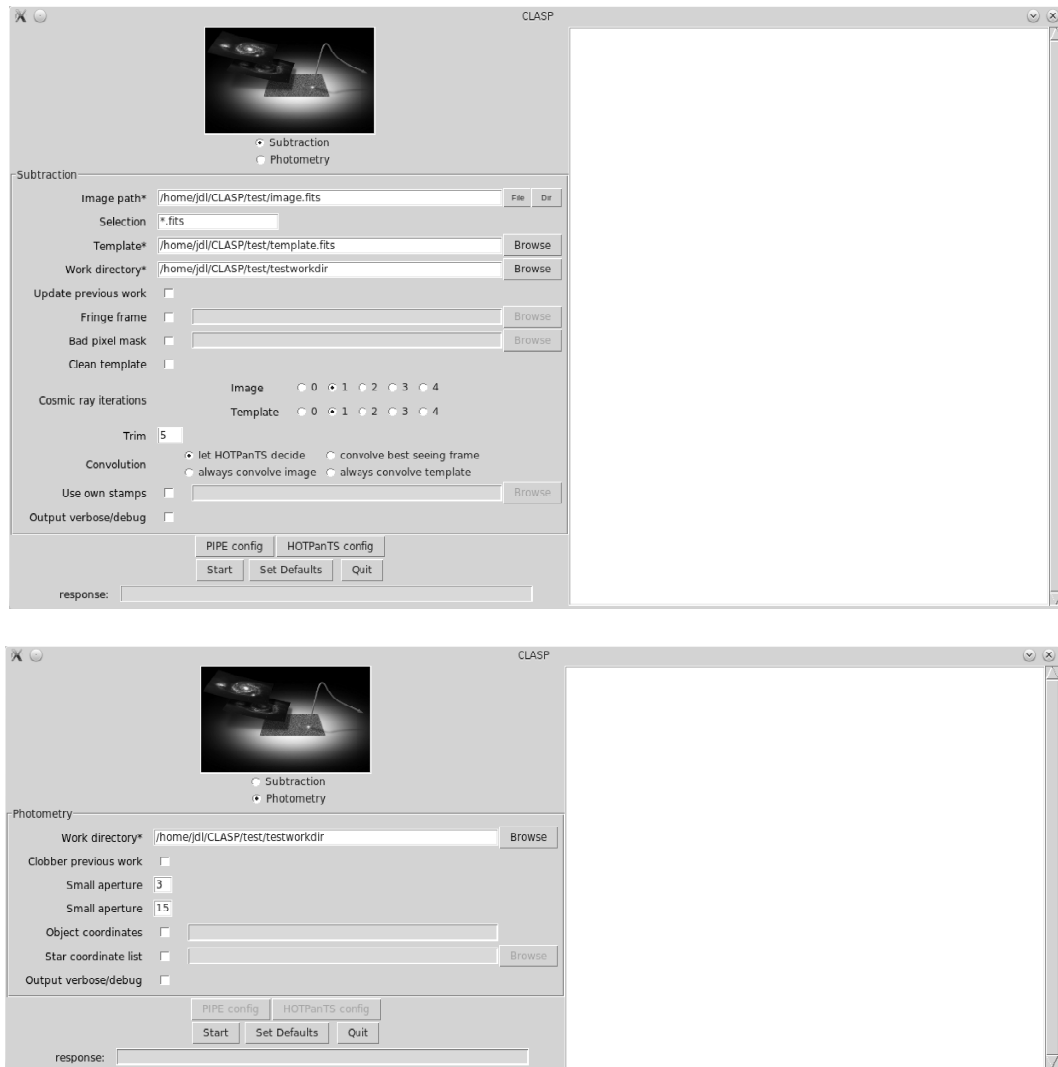 CLASP
Subtraction
Photometry
Subtraction
Image path* /home/jdl/CLASP/test/image.fits File Dir
Selection *.fits
Template* /home/jdl/CLASP/test/template.fits Browse
Work directory* /home/jdl/CLASP/test/testworkdir Browse
Update previous work
Fringe frame Browse
Bad pixel mask Browse
Clean template
Image 0 1 2 3 4
Cosmic ray iterations
Template 0 1 2 3 4
Trim 5
let HOTPanTS decide convolve best seeing frame
Convolution
always convolve image always convolve template
Use own stamps Browse
Output verbose/debug
PIPE config HOTPanTS config
Start Set Defaults Quit
response:
CLASP
Subtraction
Photometry
Photometry
Work directory* /home/jdl/CLASP/test/testworkdir Browse
Clobber previous work
Small aperture 3
Small aperture 15
Object coordinates
Star coordinate list Browse
Output verbose/debug
PIPE config HOTPanTS config
Start Set Defaults Quit
response: